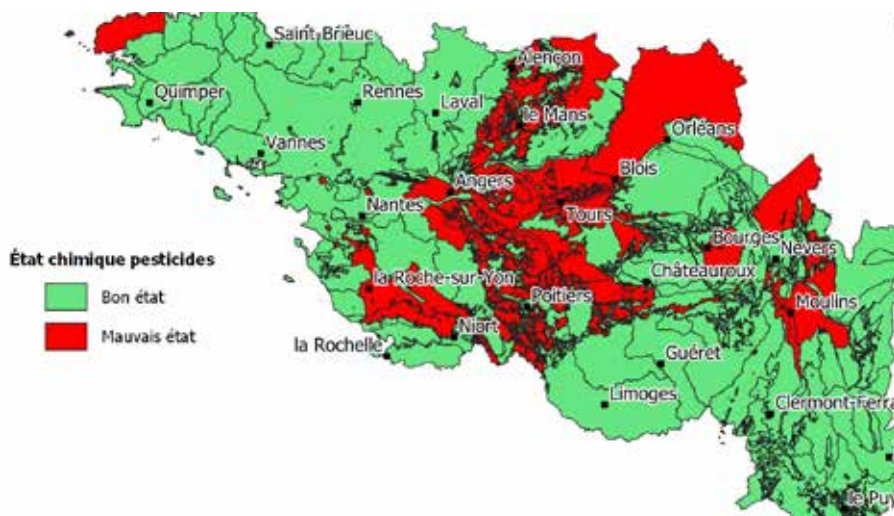 Saint-Brieuc
Alençon
Quimper
Rennes
Laval
le Mans
Orléans
Vannes
Blois
Angers
Nantes
Tours
Bourges
Nevers
État chimique pesticides
Châteauroux
Bon état
la Roche-sur-Yon
Poitiers
Moulins
Mauvais état
Niort
la Rochelle
Guéret
Limoges
Clermont-Ferra
le Puy